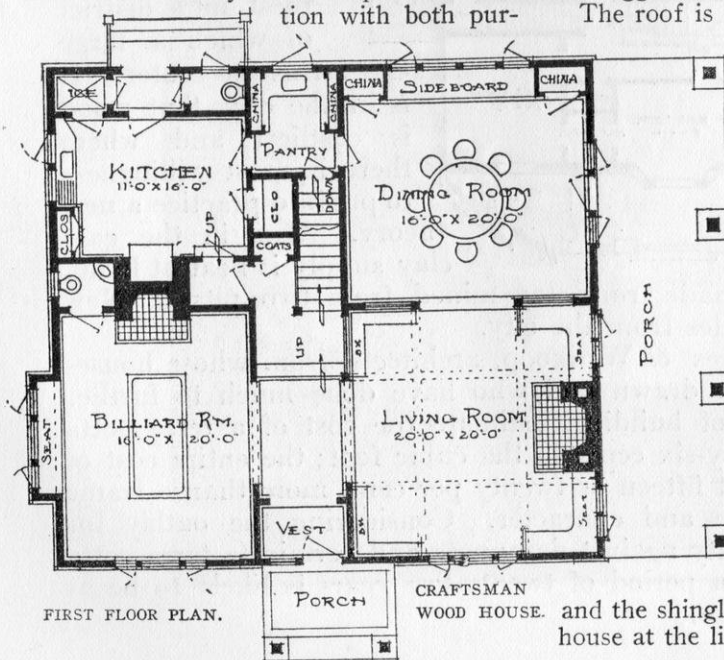 tion with both pur-
The roof is
ICE
CHINA
CHINA
CHINA
SIDEBOARD
CHINA
PANTRY
KITCHEN
11'-0" X 16'-0"
DINING ROOM
16'-0" X 20'-0"
CLOS
CLO
UP
DOWN
COATS
UP
PORCH
BILLIARD RM
16'-0" X 20'-0"
SEAT
BK
LIVING ROOM
20'-0" X 20'-0"
SEAT
SEAT
BK
VEST
PORCH
FIRST FLOOR PLAN.
CRAFTSMAN
WOOD HOUSE.
and the shingl
house at the li